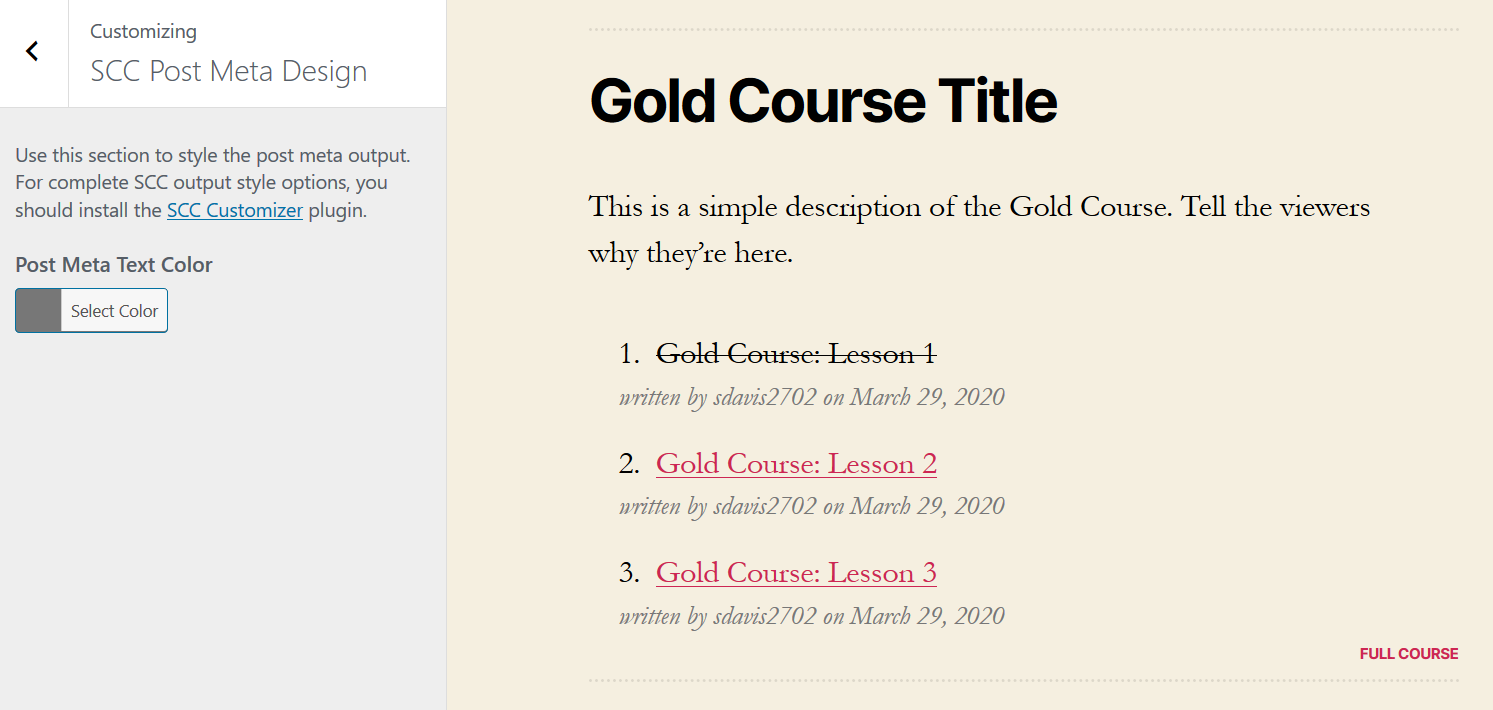 Customizing
SCC Post Meta Design
Use this section to style the post meta output.
For complete SCC output style options, you
should install the SCC Customizer plugin.
Post Meta Text Color
Select Color
Gold Course Title
This is a simple description of the Gold Course. Tell the viewers
why they’re here.
1. Gold Course: Lesson 1
written by sdavis2702 on March 29, 2020
2. Gold Course: Lesson 2
written by sdavis2702 on March 29, 2020
3. Gold Course: Lesson 3
written by sdavis2702 on March 29, 2020
FULL COURSE